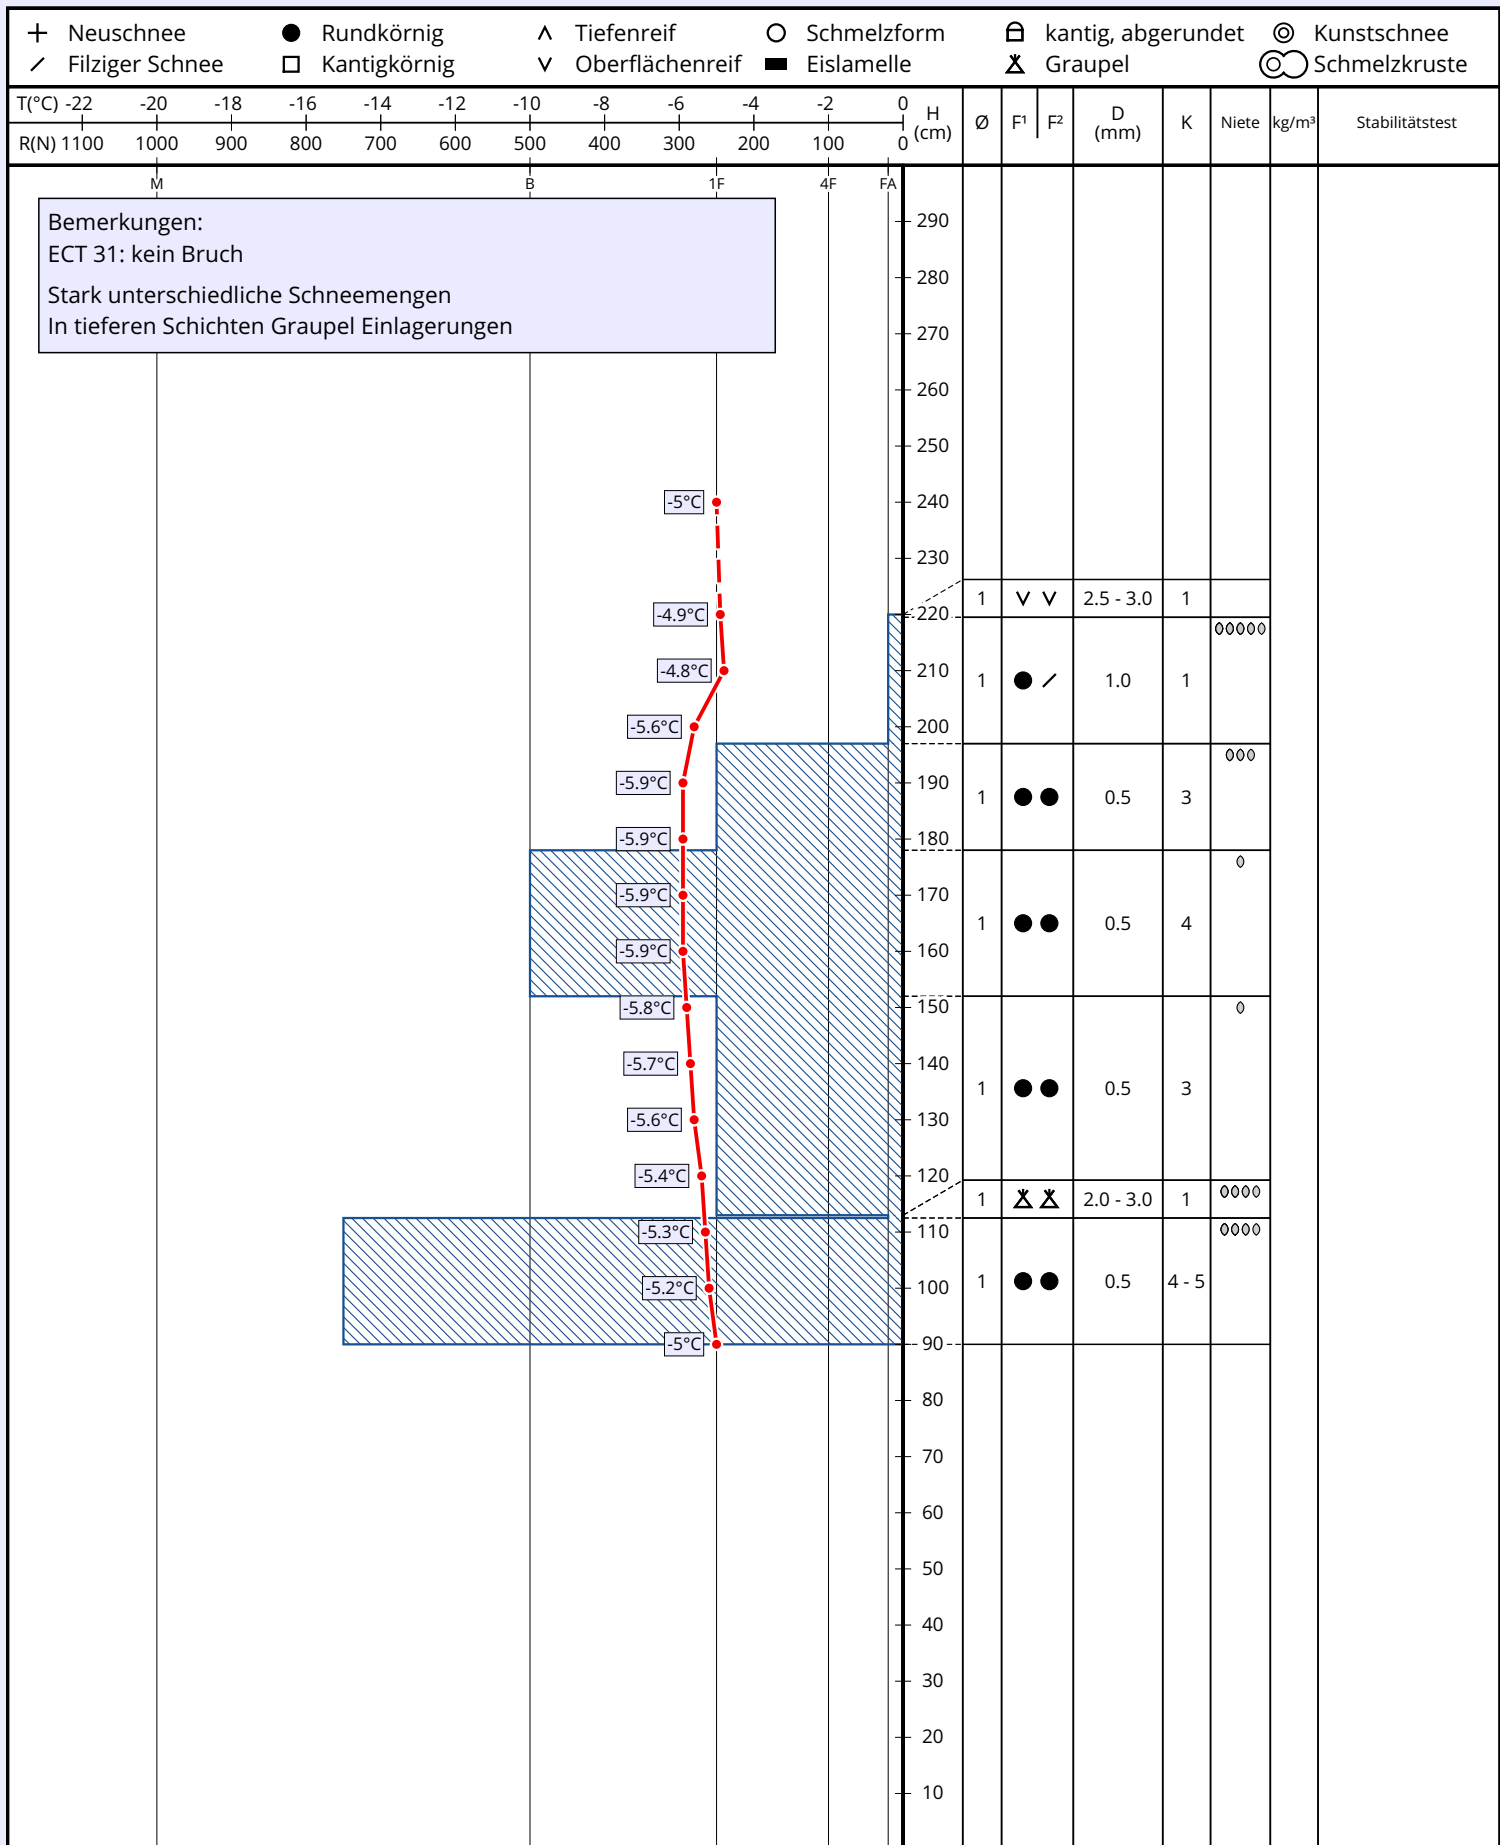 Neuschnee Rundkörnig Tiefenreif Schmelzform kantig, abgerundet Kunstschnee
Filziger Schnee Kantigkörnig Oberflächenreif Eislamelle Graupel Schmelzkruste
T(°C) -22 -20 -18 -16 -14 -12 -10 -8 -6 -4 -2 0
R(N) 1100 1000 900 800 700 600 500 400 300 200 100 0
H (cm) Ø F¹ F² D (mm) K Niete kg/m³ Stabilitätstest
M B 1F 4F FA
Bemerkungen:
ECT 31: kein Bruch
Stark unterschiedliche Schneemengen
In tieferen Schichten Graupel Einlagerungen
290
280
270
260
250
-5°C 240
230
1 2.5 - 3.0 1
-4.9°C 220
-4.8°C 210
1 1.0 1
-5.6°C 200
-5.9°C 190
1 0.5 3
-5.9°C 180
-5.9°C 170
1 0.5 4
-5.9°C 160
-5.8°C 150
-5.7°C 140
1 0.5 3
-5.6°C 130
-5.4°C 120
1 2.0 - 3.0 1
-5.3°C 110
1 0.5 4 - 5
-5.2°C 100
-5°C 90
80
70
60
50
40
30
20
10